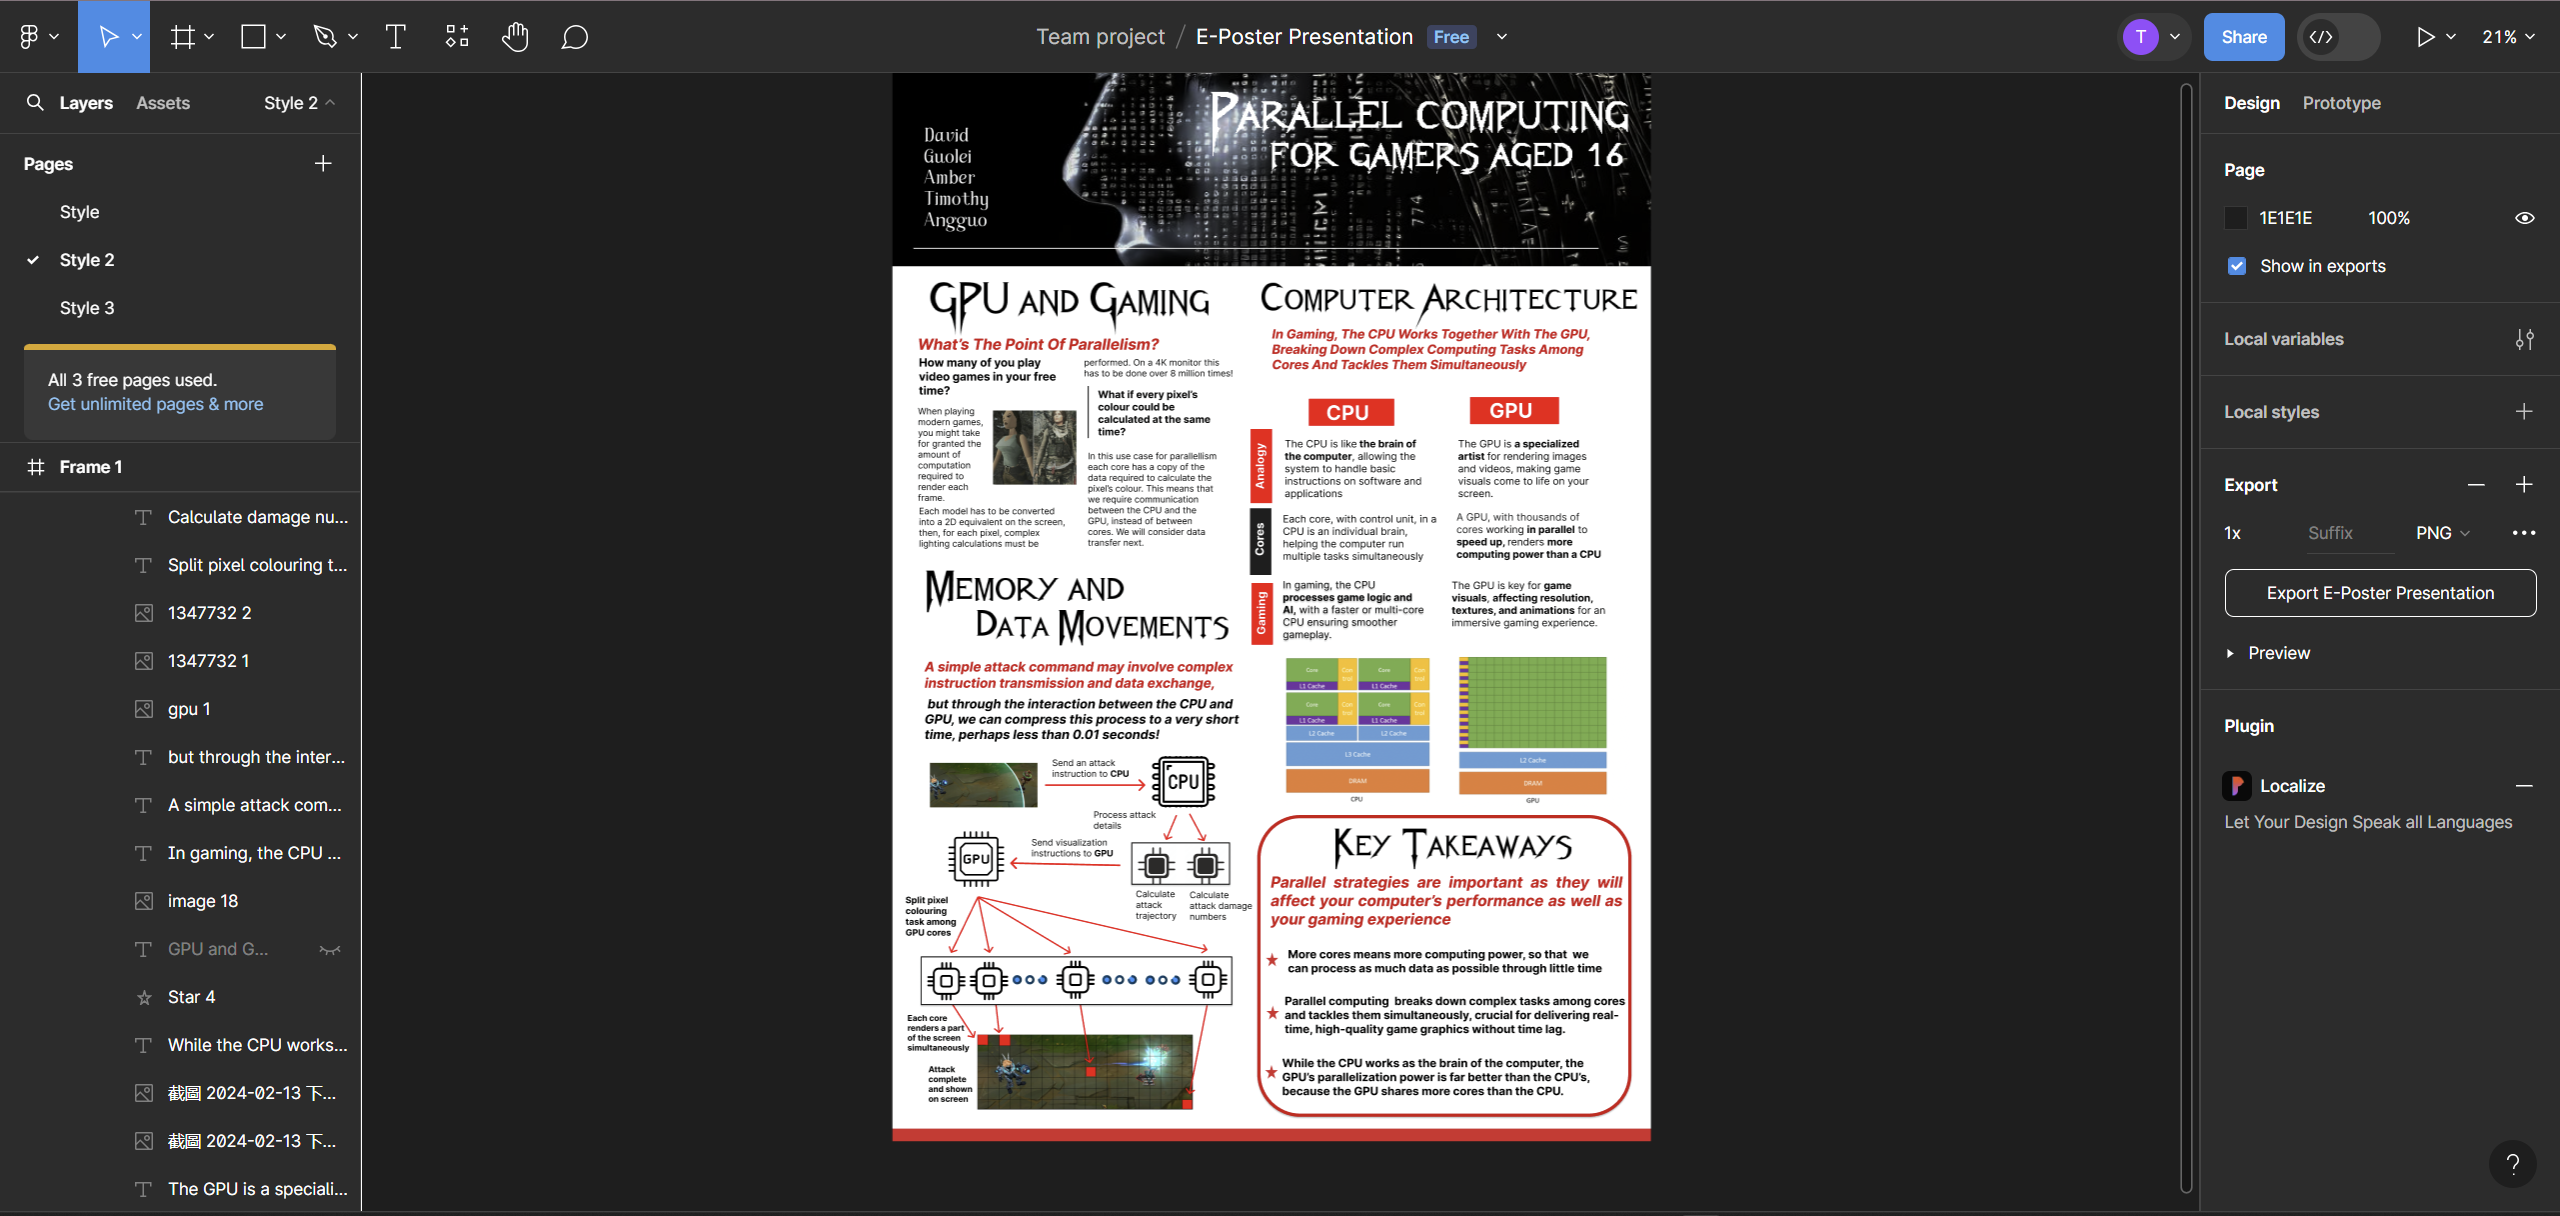 Team project / E-Poster Presentation Free
T
Share
21%
Layers Assets Style 2
Pages
Style
Style 2
Style 3
All 3 free pages used.
Get unlimited pages & more
Frame 1
Calculate damage nu...
Split pixel colouring t...
1347732 2
1347732 1
gpu 1
but through the inter...
A simple attack com...
In gaming, the CPU ...
image 18
GPU and G...
Star 4
While the CPU works...
截圖 2024-02-13 下...
截圖 2024-02-13 下...
The GPU is a speciali...
David
Guolei
Amber
Timothy
Angguo
PARALLEL COMPUTING
FOR GAMERS AGED 16
GPU AND GAMING
What's The Point Of Parallelism?
How many of you play
video games in your free
time?
When playing
modern games,
you might take
for granted the
amount of
computation
required to
render each
frame.
Each model has to be converted
into a 2D equivalent on the screen,
then, for each pixel, complex
lighting calculations must be
performed. On a 4K monitor this
has to be done over 8 million times!
What if every pixel's
colour could be
calculated at the same
time?
In this use case for parallellism
each core has a copy of the
data required to calculate the
pixel's colour. This means that
we require communication
between the CPU and the
GPU, instead of between
cores. We will consider data
transfer next.
MEMORY AND
DATA MOVEMENTS
A simple attack command may involve complex
instruction transmission and data exchange,
but through the interaction between the CPU and
GPU, we can compress this process to a very short
time, perhaps less than 0.01 seconds!
Send an attack
instruction to CPU
CPU
Process attack
details
GPU
Send visualization
instructions to GPU
Calculate
attack
trajectory
Calculate
attack damage
numbers
Split pixel
colouring
task among
GPU cores
Each core
renders a part
of the screen
simultaneously
Attack
complete
and shown
on screen
COMPUTER ARCHITECTURE
In Gaming, The CPU Works Together With The GPU,
Breaking Down Complex Computing Tasks Among
Cores And Tackles Them Simultaneously
CPU
GPU
Analogy
The CPU is like the brain of
the computer, allowing the
system to handle basic
instructions on software and
applications
The GPU is a specialized
artist for rendering images
and videos, making game
visuals come to life on your
screen.
Cores
Each core, with control unit, in a
CPU is an individual brain,
helping the computer run
multiple tasks simultaneously
A GPU, with thousands of
cores working in parallel to
speed up, renders more
computing power than a CPU
Gaming
In gaming, the CPU
processes game logic and
AI, with a faster or multi-core
CPU ensuring smoother
gameplay.
The GPU is key for game
visuals, affecting resolution,
textures, and animations for an
immersive gaming experience.
Core Con trol Core Con trol
L1 Cache L1 Cache
Core Con trol Core Con trol
L1 Cache L1 Cache
L2 Cache L2 Cache
L3 Cache
DRAM
CPU
L2 Cache
DRAM
GPU
KEY TAKEAWAYS
Parallel strategies are important as they will
affect your computer's performance as well as
your gaming experience
More cores means more computing power, so that we
can process as much data as possible through little time
Parallel computing breaks down complex tasks among cores
and tackles them simultaneously, crucial for delivering real-
time, high-quality game graphics without time lag.
While the CPU works as the brain of the computer, the
GPU's parallelization power is far better than the CPU's,
because the GPU shares more cores than the CPU.
Design Prototype
Page
1E1E1E 100%
Show in exports
Local variables
Local styles
Export
1x Suffix PNG
Export E-Poster Presentation
Preview
Plugin
Localize
Let Your Design Speak all Languages
?